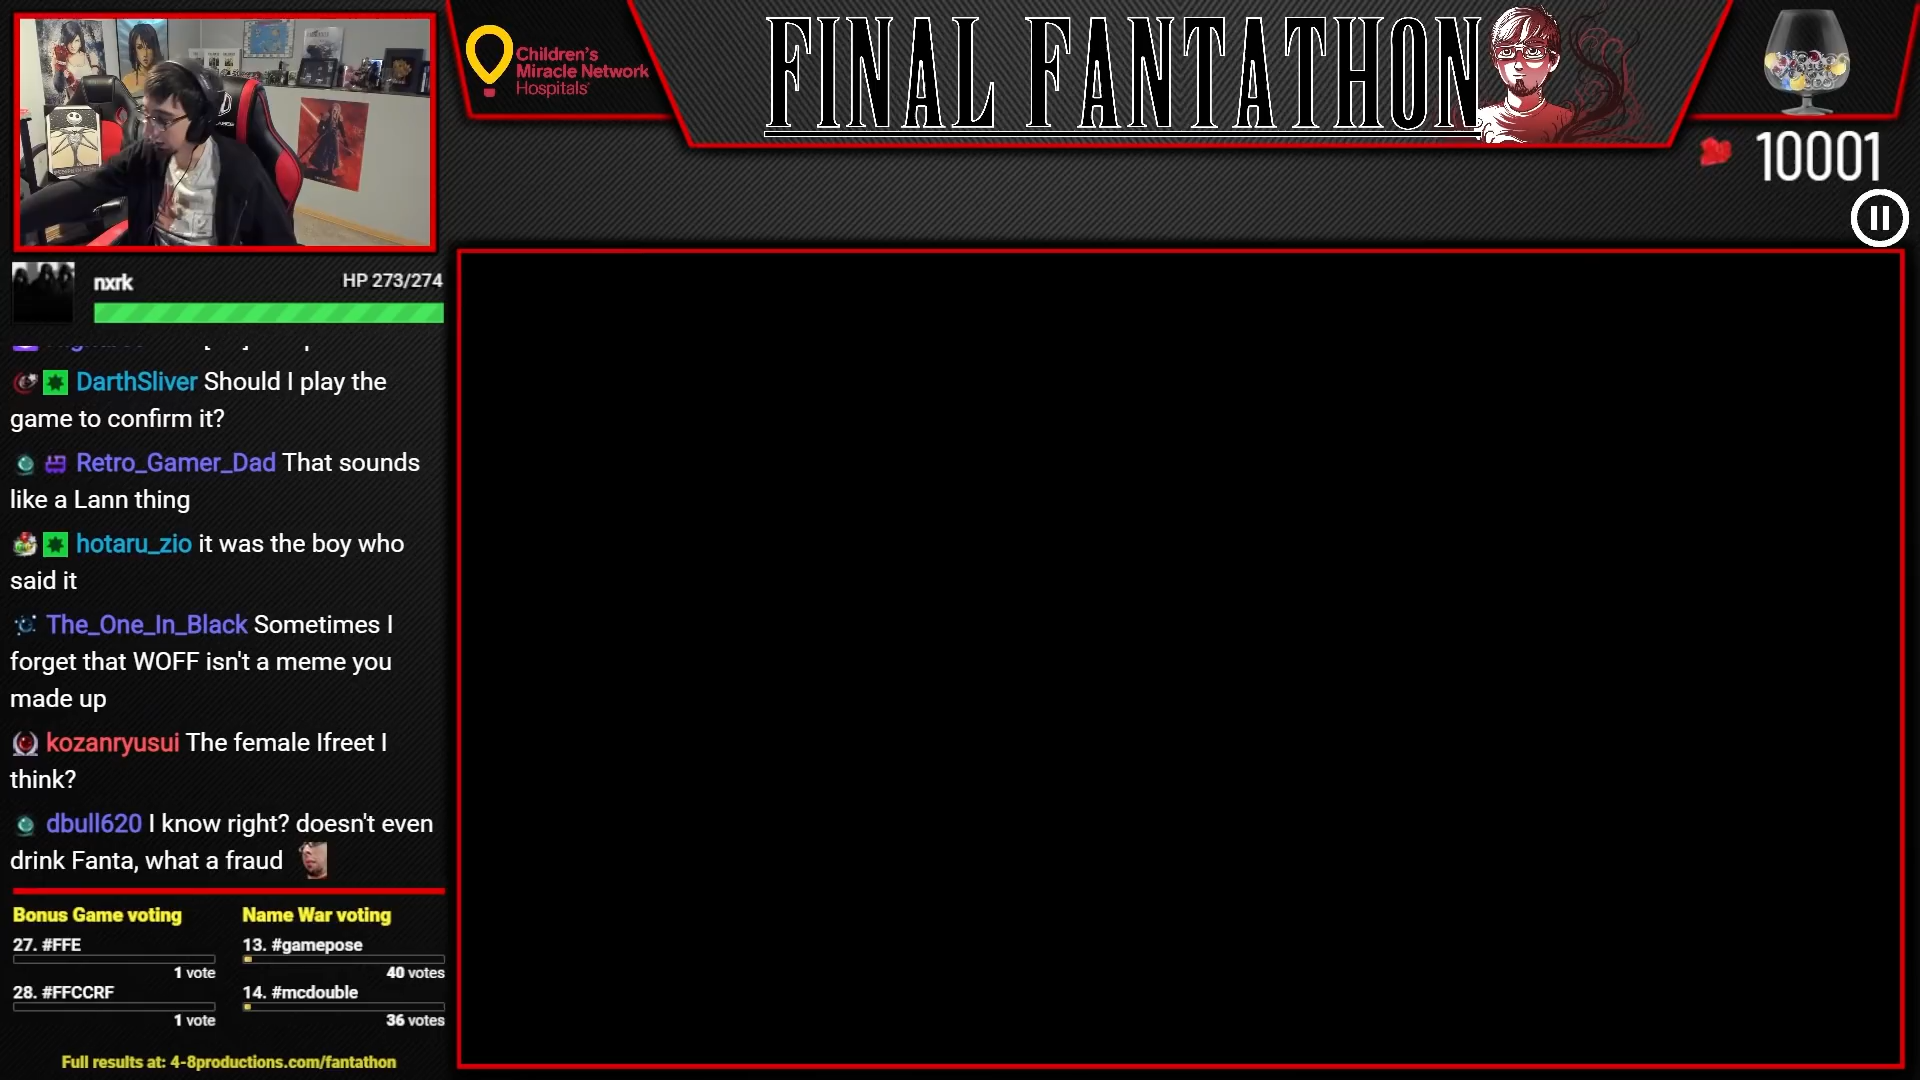 Children's
Miracle Network
Hospitals
FINAL FANTATHON
10001
nxrk
HP 273/274
DarthSliver Should I play the
game to confirm it?
Retro_Gamer_Dad That sounds
like a Lann thing
hotaru_zio it was the boy who
said it
The_One_In_Black Sometimes I
forget that WOFF isn't a meme you
made up
kozanryusui The female Ifreet I
think?
dbull620 I know right? doesn't even
drink Fanta, what a fraud
Bonus Game voting
27. #FFE
1 vote
28. #FFCCRF
1 vote
Name War voting
13. #gamepose
40 votes
14. #mcdouble
36 votes
Full results at: 4-8productions.com/fantathon